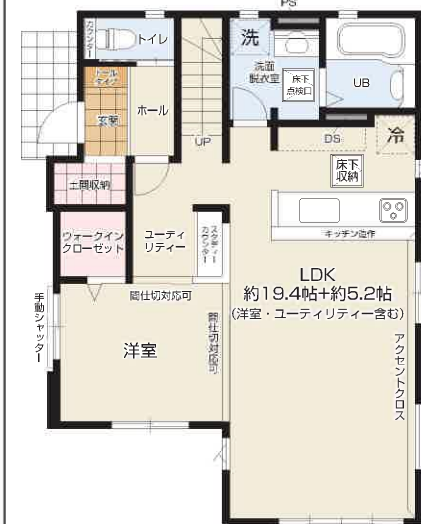 PS
カウンター
トイレ
洗
洗面
脱衣室
床下
点検口
UB
トール
タイプ
玄関
ホール
UP
DS
冷
床下
収納
土間収納
キッチン造作
ウォークイン
クローゼット
ユーティ
リティー
スタディー
カウンター
LDK
約19.4帖+約5.2帖
(洋室・ユーティリティー含む)
手動シャッター
間仕切対応可
間仕切対応可
洋室
アクセントクロス